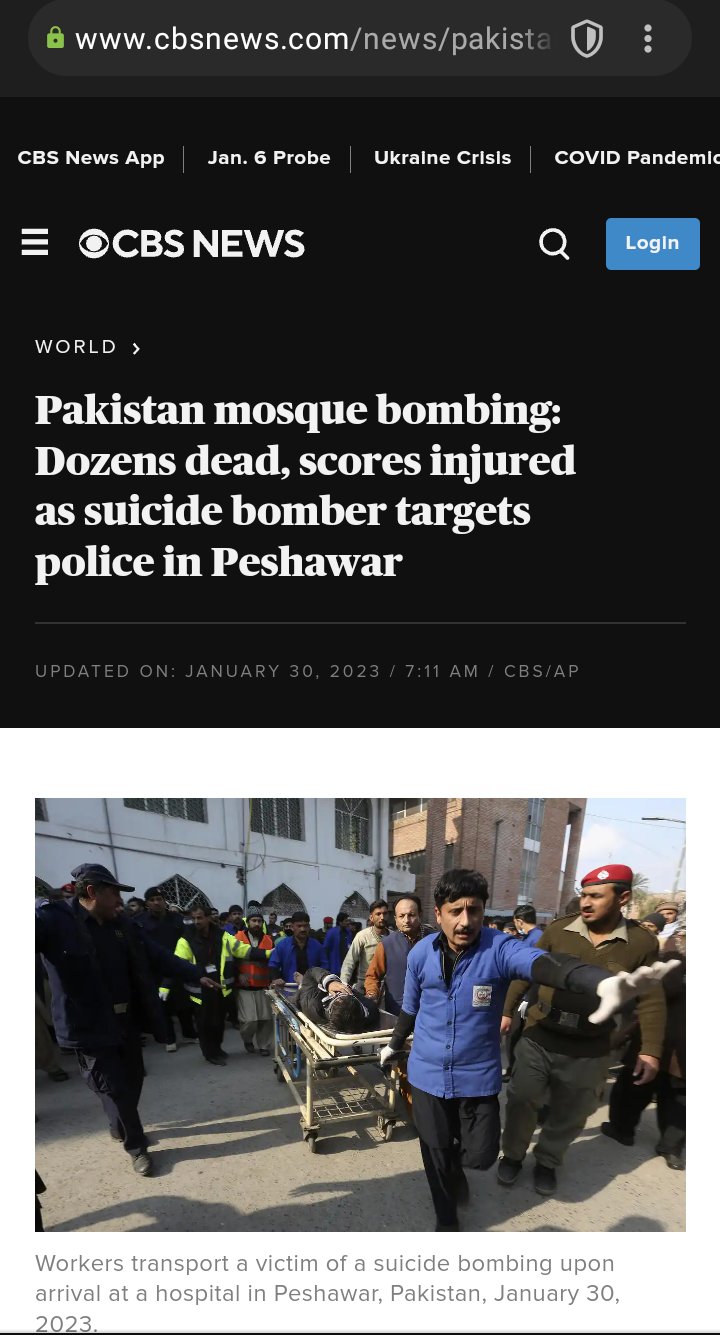 www.cbsnews.com/news/pakista
CBS News App | Jan. 6 Probe | Ukraine Crisis | COVID Pandemic
CBS NEWS
Login
WORLD >
Pakistan mosque bombing:
Dozens dead, scores injured
as suicide bomber targets
police in Peshawar
UPDATED ON: JANUARY 30, 2023 / 7:11 AM / CBS/AP
Workers transport a victim of a suicide bombing upon
arrival at a hospital in Peshawar, Pakistan, January 30,
2023.